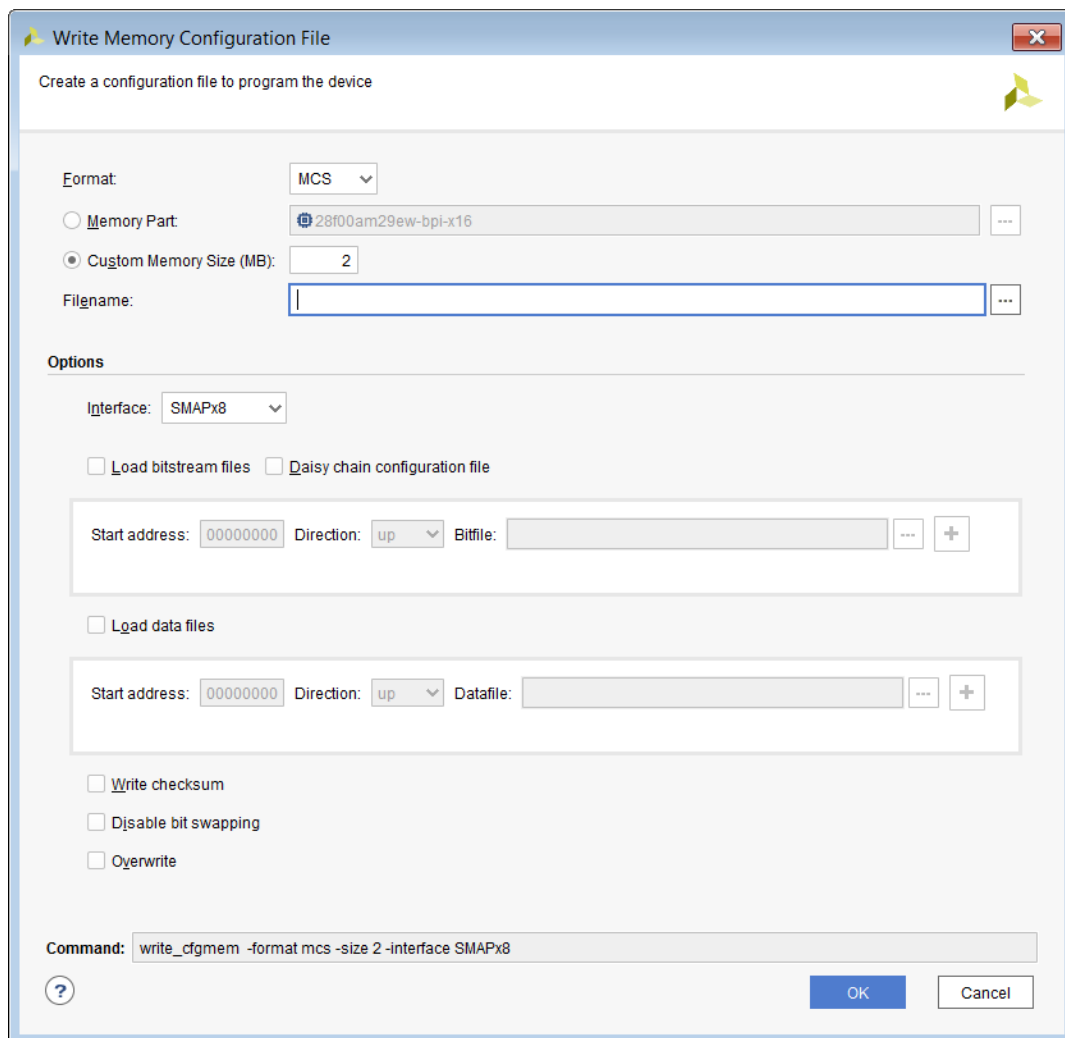 Write Memory Configuration File
Create a configuration file to program the device
Format: MCS
Memory Part: 28f00am29ew-bpi-x16 ...
Custom Memory Size (MB): 2
Filename: ...
Options
Interface: SMAPx8
Load bitstream files Daisy chain configuration file
Start address: 00000000 Direction: up Bitfile: ... +
Load data files
Start address: 00000000 Direction: up Datafile: ... +
Write checksum
Disable bit swapping
Overwrite
Command: write_cfgmem -format mcs -size 2 -interface SMAPx8
? OK Cancel